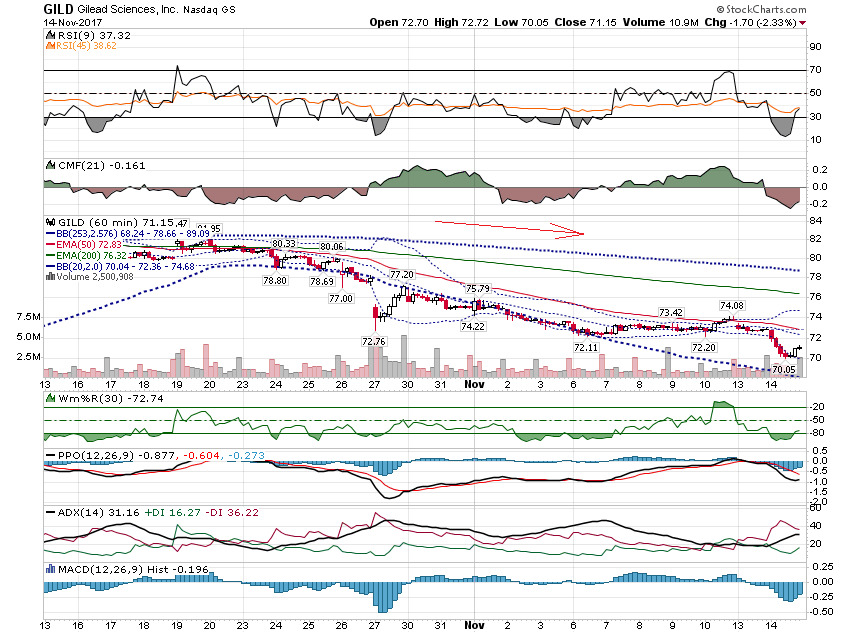 GILD Gilead Sciences, Inc. Nasdaq GS
© StockCharts.com
14-Nov-2017
Open 72.70 High 72.72 Low 70.05 Close 71.15 Volume 10.9M Chg -1.70 (-2.33%)
RSI(9) 37.32
RSI(45) 38.62
90
70
50
30
10
CMF(21) -0.161
0.2
0.0
-0.2
GILD (60 min) 71.15
.47
81.95
BB(253,2.576) 68.24 - 78.66 - 89.09
EMA(50) 72.83
EMA(200) 76.32
BB(20,2.0) 70.04 - 72.36 - 74.68
Volume 2,500,908
80.33
80.06
78.80
78.69
77.00
77.20
72.76
75.79
74.22
72.11
73.42
72.20
74.08
70.05
84
82
80
78
76
74
72
70
7.5M
5.0M
2.5M
13 16 17 18 19 20 23 24 25 26 27 30 31 Nov 2 3 6 7 8 9 10 13 14
Wm%R(30) -72.74
-20
-50
-80
PPO(12,26,9) -0.877, -0.604, -0.273
0.5
0.0
-0.5
-1.0
-1.5
-2.0
ADX(14) 31.16 +DI 16.27 -DI 36.22
60
40
20
MACD(12,26,9) Hist -0.196
0.25
0.00
-0.25
-0.50
13 16 17 18 19 20 23 24 25 26 27 30 31 Nov 2 3 6 7 8 9 10 13 14